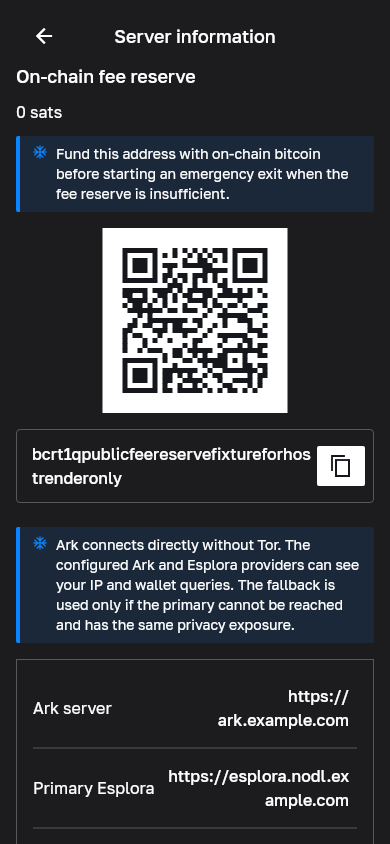 Server information
On-chain fee reserve
0 sats
Fund this address with on-chain bitcoin
before starting an emergency exit when the
fee reserve is insufficient.
bcrt1qpublicfeereservefixtureforhos
trenderonly
Ark connects directly without Tor. The
configured Ark and Esplora providers can see
your IP and wallet queries. The fallback is
used only if the primary cannot be reached
and has the same privacy exposure.
Ark server
https://
ark.example.com
Primary Esplora
https://esplora.nodl.ex
ample.com